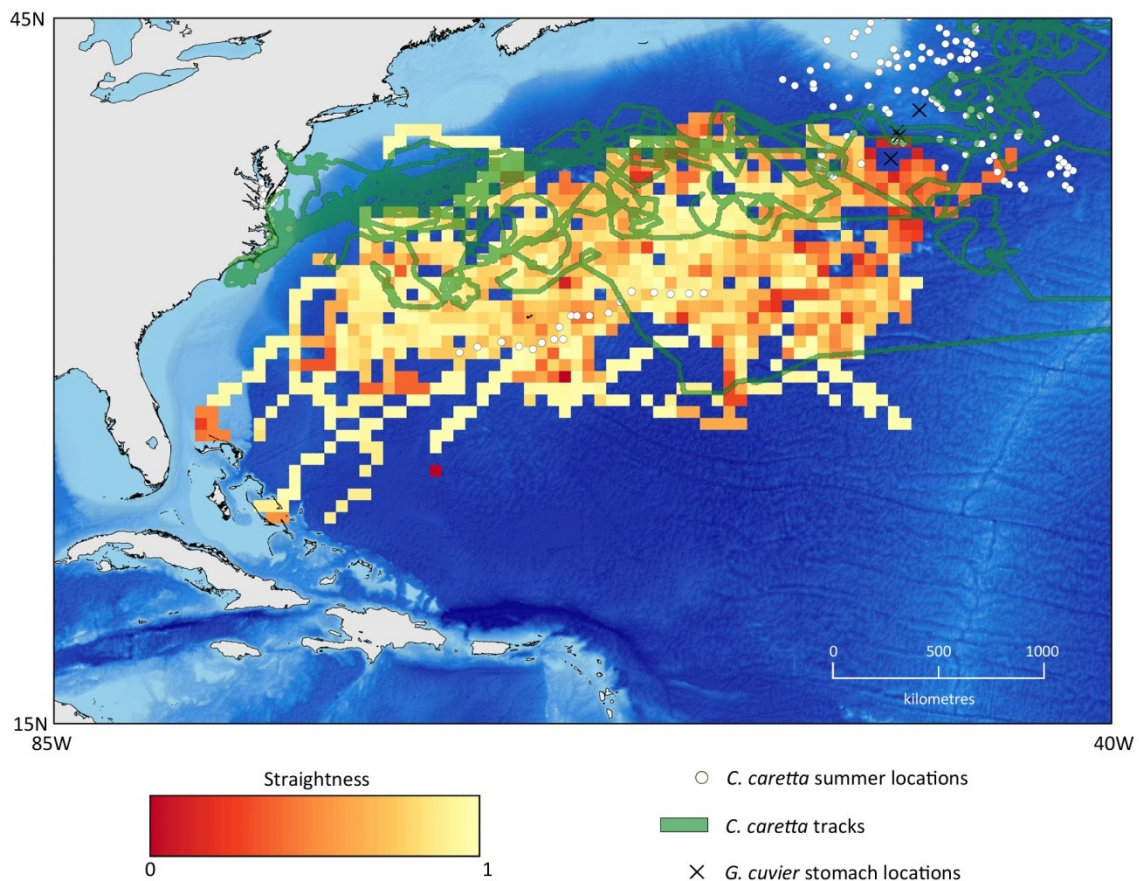 45N
0 500 1000
kilometres
15N
85W 40W
Straightness
0 1
C. caretta summer locations
C. caretta tracks
G. cuvier stomach locations